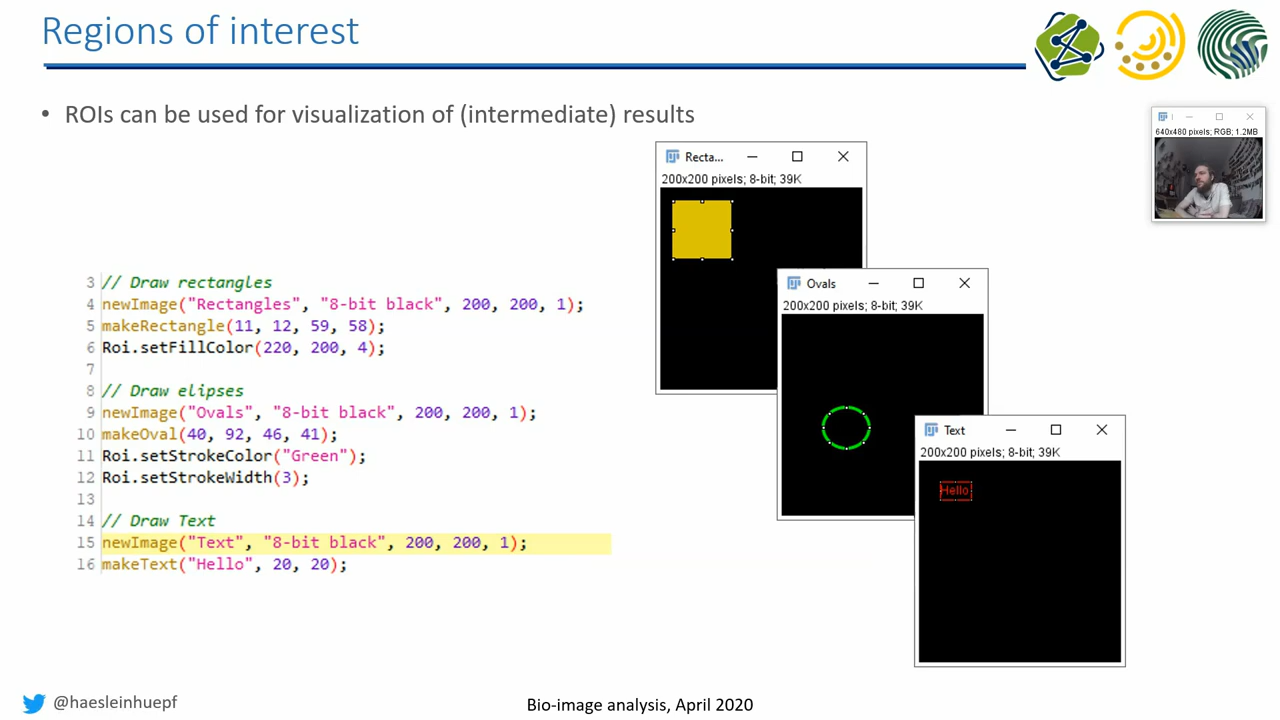 Regions of interest
• ROIs can be used for visualization of (intermediate) results
640x480 pixels; RGB; 1.2MB
Recta...
200x200 pixels; 8-bit; 39K
Ovals
200x200 pixels; 8-bit; 39K
Text
200x200 pixels; 8-bit; 39K
Hello
3 // Draw rectangles
4 newImage("Rectangles", "8-bit black", 200, 200, 1);
5 makeRectangle(11, 12, 59, 58);
6 Roi.setFillColor(220, 200, 4);
7
8 // Draw elipses
9 newImage("Ovals", "8-bit black", 200, 200, 1);
10 makeOval(40, 92, 46, 41);
11 Roi.setStrokeColor("Green");
12 Roi.setStrokeWidth(3);
13
14 // Draw Text
15 newImage("Text", "8-bit black", 200, 200, 1);
16 makeText("Hello", 20, 20);
@haesleinhuepf
Bio-image analysis, April 2020